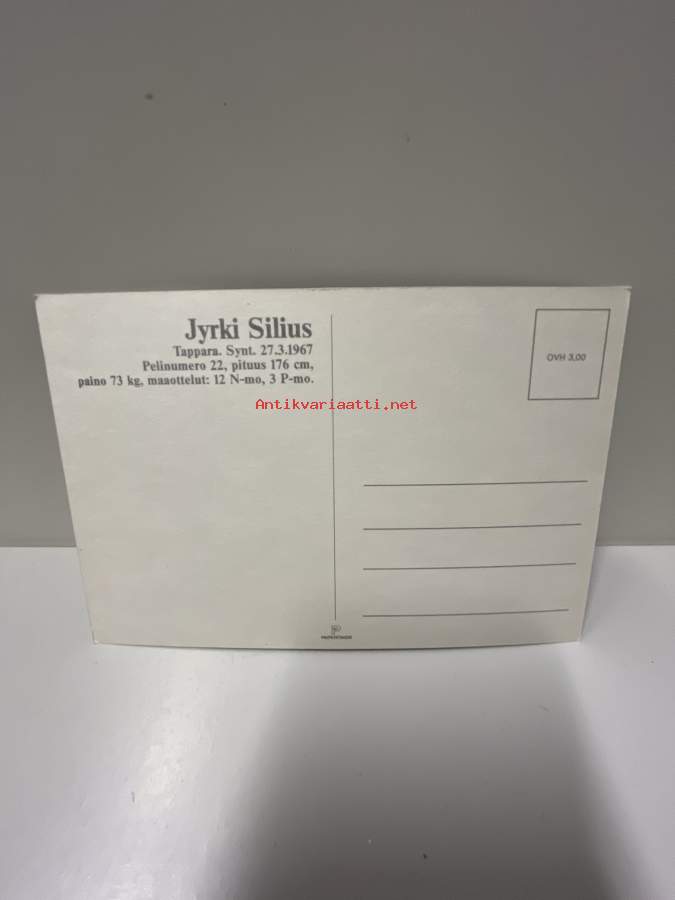 Jyrki Silius
Tappara. Synt. 27.3.1967
Pelinumero 22, pituus 176 cm,
paino 73 kg, maaottelut: 12 N-mo, 3 P-mo.
OVH 3,00
Antikvariaatti.net